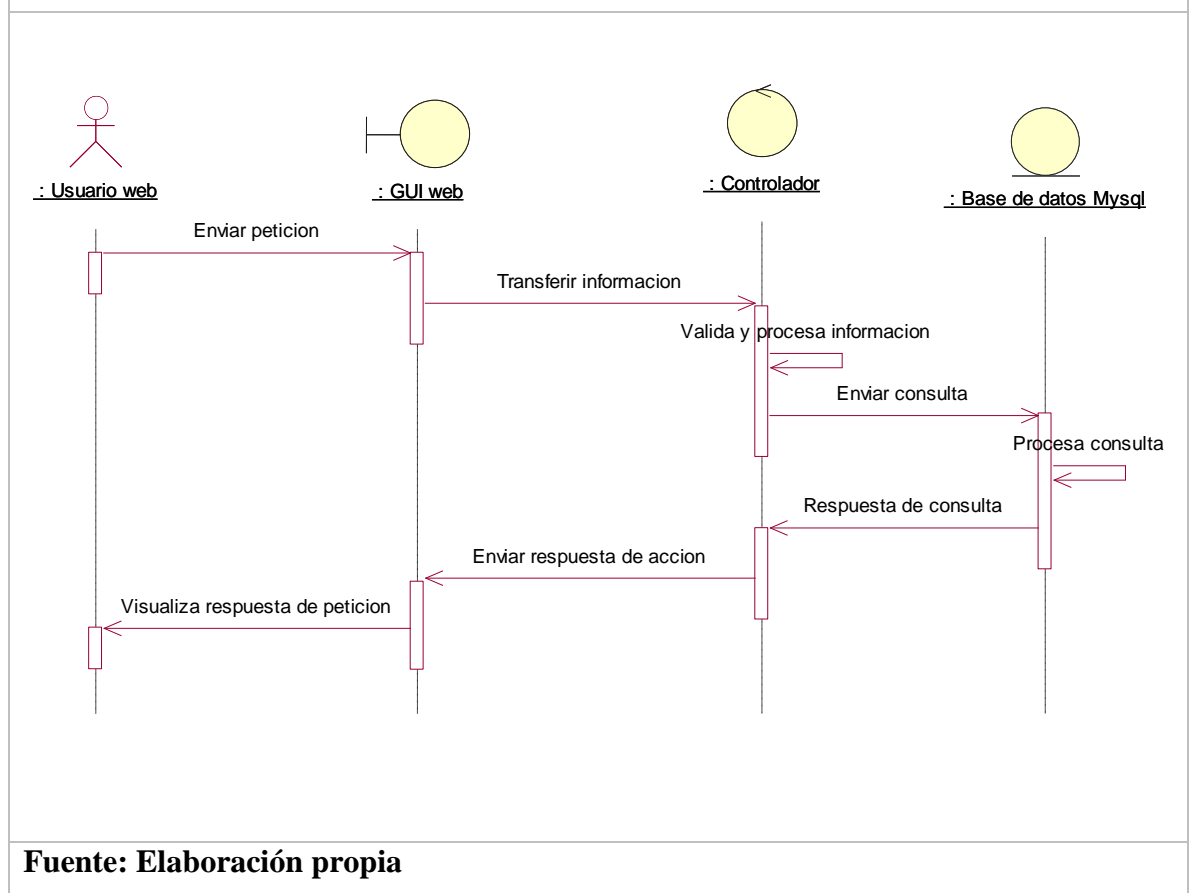 : Usuario web
: GUI web
: Controlador
: Base de datos Mysql
Enviar peticion
Transferir informacion
Valida y procesa informacion
Enviar consulta
Procesa consulta
Respuesta de consulta
Enviar respuesta de accion
Visualiza respuesta de peticion
Fuente: Elaboración propia